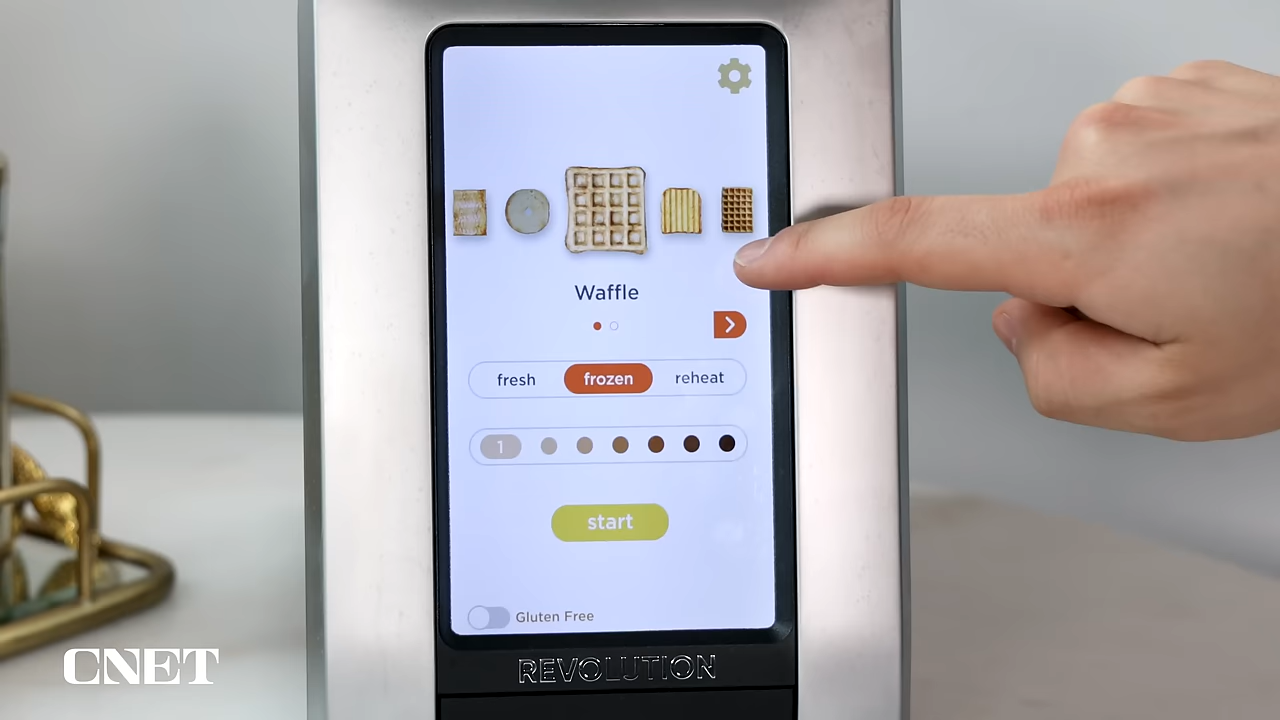 Waffle
fresh frozen reheat
1
start
Gluten Free
REVOLUTION
CNET